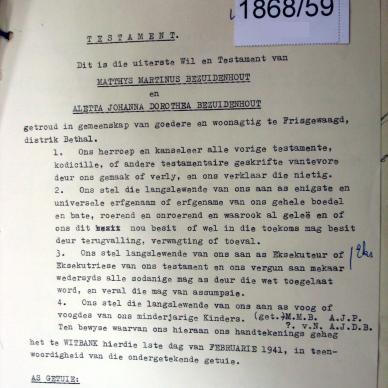 1868/59
TESTAMENT.
Dit is die uiterste Wil en Testament van
MATTHYS MARTINUS BEZUIDENHOUT
en
ALETTA JOHANNA DOROTHEA BEZUIDENHOUT
getroud in gemeenskap van goedere en woonagtig te Frisgewaagd,
distrik Bethal.
1. Ons herroep en kanseleer alle vorige testamente,
kodicille, of andere testamentaire geskrifte vantevore
deur ons gemaak of verly, en ons verklaar die nietig.
2. Ons stel die langslewende van ons aan as enigste en
universele erfgenaam of erfgename van ons gehele boedel
en bate, roerend en onroerend en waarook al geleë en of
ons dit nou besit of wel in die toekoms mag besit
deur terugvalling, verwagting of toeval.
3. Ons stel langslewende van ons aan as Eksekuteur of
Eksekutriese van ons testament en ons vergun aan mekaar
wedersyds alle sodanige mag as deur die wet toegelaat
word, en veral die mag van assumpsie.
4. Ons stel die langslewende van ons aan as voog of
voogdes van ons minderjarige Kinders. (get.) M.M.B. A.J.P.
Ten bewyse waarvan ons hieraan ons handtekenings geheg ?. v.N. A.J.D.B.
het te WITBANK hierdie 1ste dag van FEBRUARIE 1941, in teen-
woordigheid van die ondergetekende getuie.
AS GETUIE: